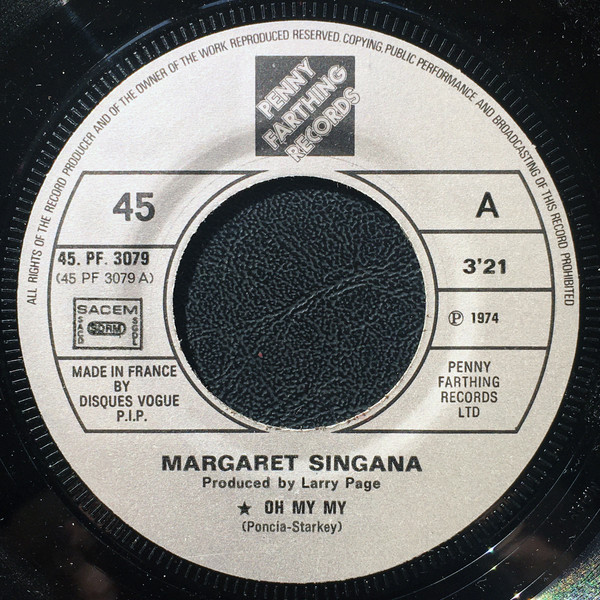 ALL RIGHTS OF THE RECORD PRODUCER AND OF THE OWNER OF THE WORK REPRODUCED RESERVED. COPYING, PUBLIC PERFORMANCE AND BROADCASTING OF THIS RECORD PROHIBITED
PENNY
FARTHING
RECORDS
45
A
45. PF. 3079
(45 PF 3079 A)
3'21
SACEM
SACD SDRM SGDL
℗ 1974
MADE IN FRANCE
BY
DISQUES VOGUE
P.I.P.
PENNY
FARTHING
RECORDS
LTD
MARGARET SINGANA
Produced by Larry Page
★ OH MY MY
(Poncia-Starkey)